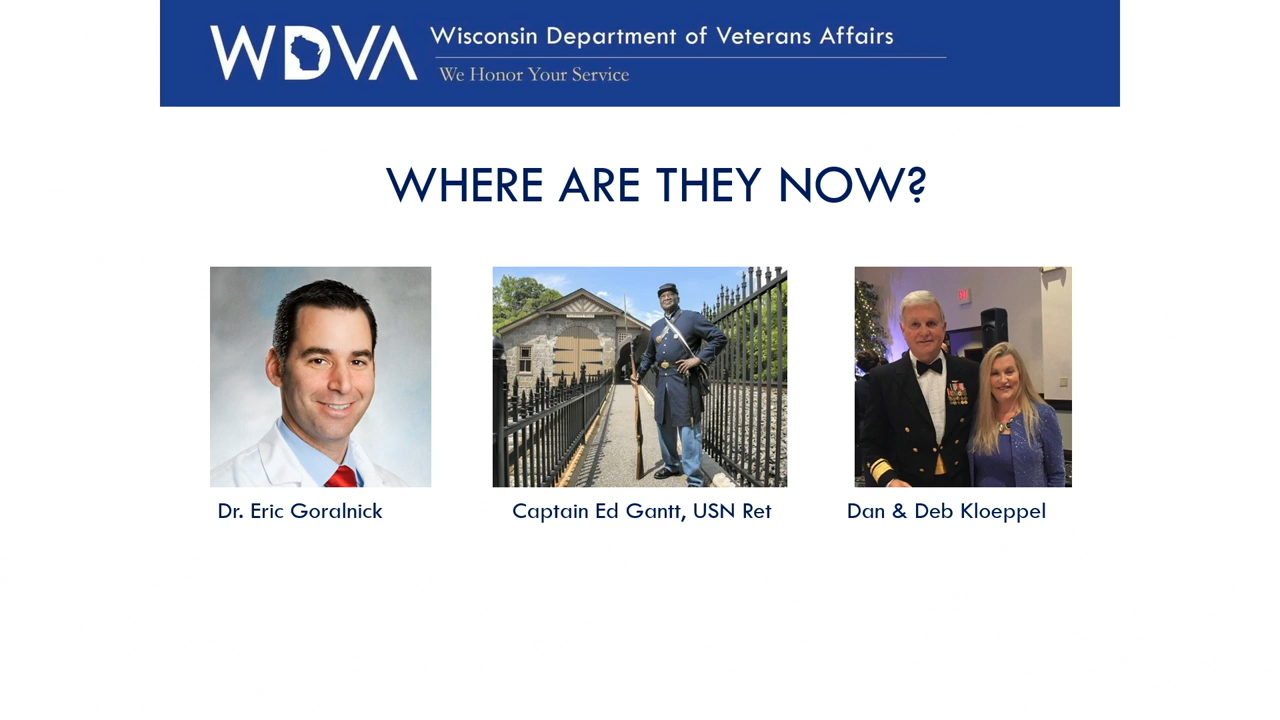 WDVA
Wisconsin Department of Veterans Affairs
We Honor Your Service
WHERE ARE THEY NOW?
Dr. Eric Goralnick
Captain Ed Gantt, USN Ret
Dan & Deb Kloeppel